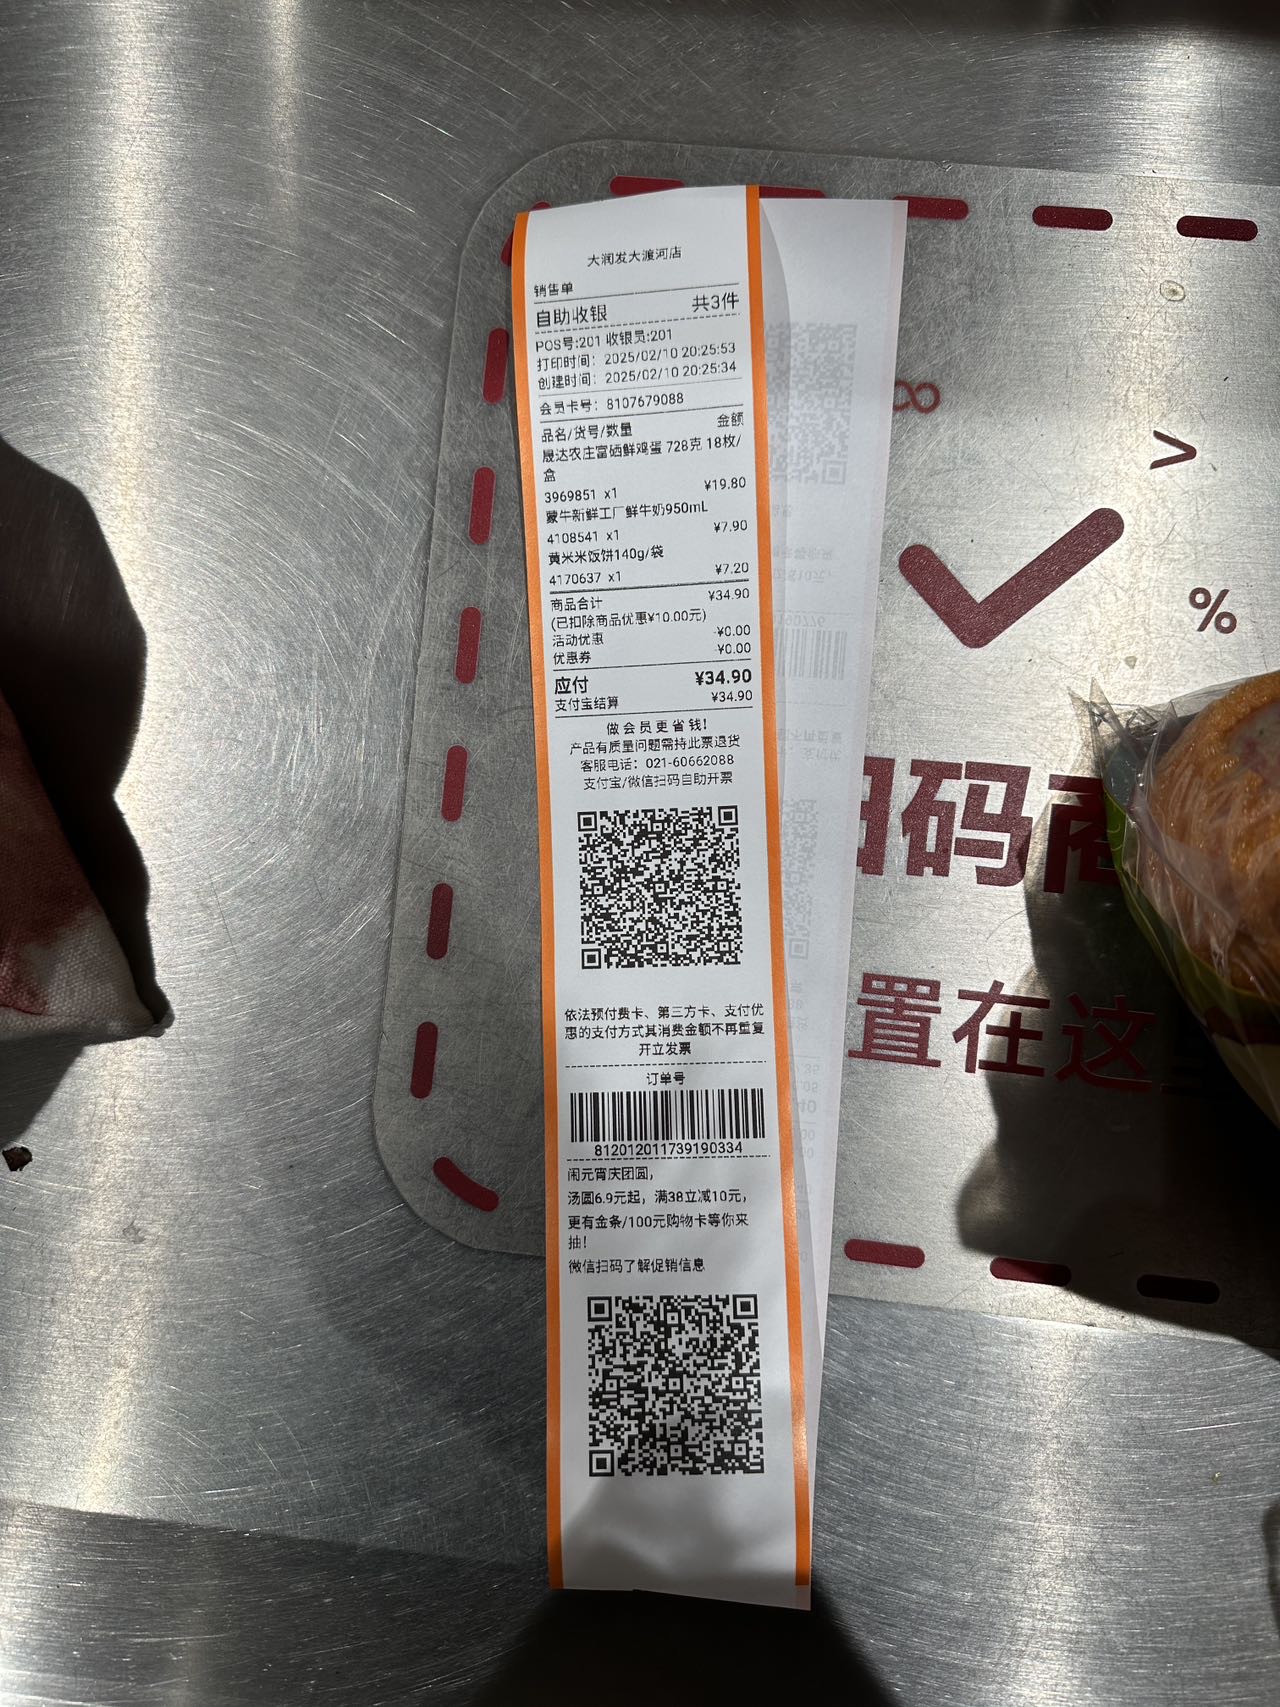 大润发大渡河店
销售单
自助收银 共3件
POS号:201 收银员:201
打印时间: 2025/02/10 20:25:53
创建时间: 2025/02/10 20:25:34
会员卡号: 8107679088
品名/货号/数量 金额
晟达农庄富硒鲜鸡蛋 728克 18枚/
盒
3969851 x1 ¥19.80
蒙牛新鲜工厂鲜牛奶950mL
4108541 x1 ¥7.90
黄米米饭饼140g/袋
4170637 x1 ¥7.20
商品合计 ¥34.90
(已扣除商品优惠¥10.00元)
活动优惠 -¥0.00
优惠券 -¥0.00
应付 ¥34.90
支付宝结算 ¥34.90
做会员更省钱!
产品有质量问题需持此票退货
客服电话: 021-60662088
支付宝/微信扫码自助开票
依法预付费卡、第三方卡、支付优
惠的支付方式其消费金额不再重复
开立发票
订单号
812012011739190334
闹元宵庆团圆,
汤圆6.9元起, 满38立减10元,
更有金条/100元购物卡等你来
抽!
微信扫码了解促销信息
%
码商
置在这